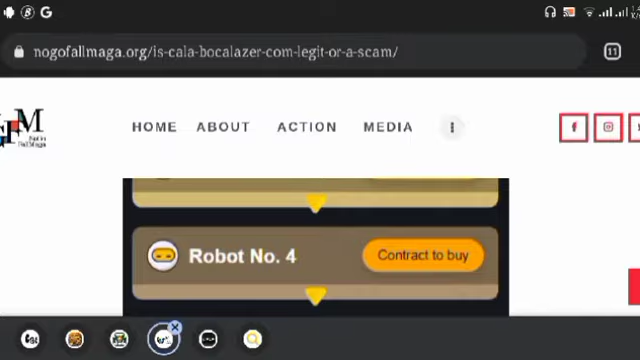 nogofallmaga.org/is-cala-bocalazer-com-legit-or-a-scam/
11
FM
HOME ABOUT ACTION MEDIA
Robot No. 4
Contract to buy